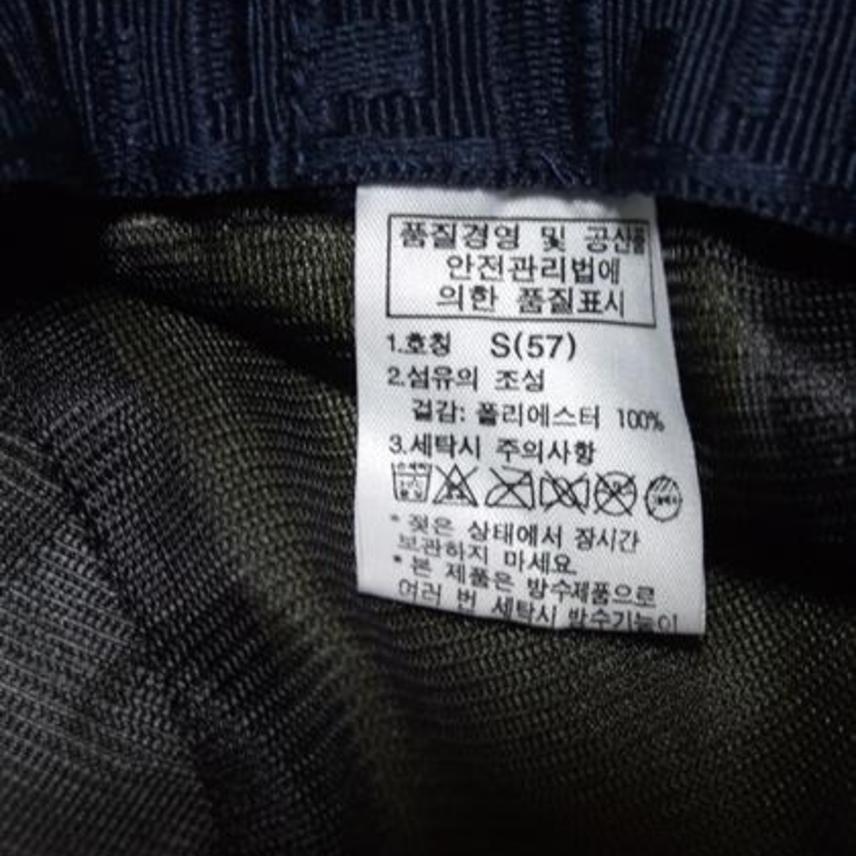 품질경영 및 공산품
안전관리법에
의한 품질표시
1.호칭 S(57)
2.섬유의 조성
겉감: 폴리에스터 100%
3.세탁시 주의사항
* 젖은 상태에서 장시간
보관하지 마세요
* 본 제품은 방수제품으로
여러 번 세탁시 방수기능이